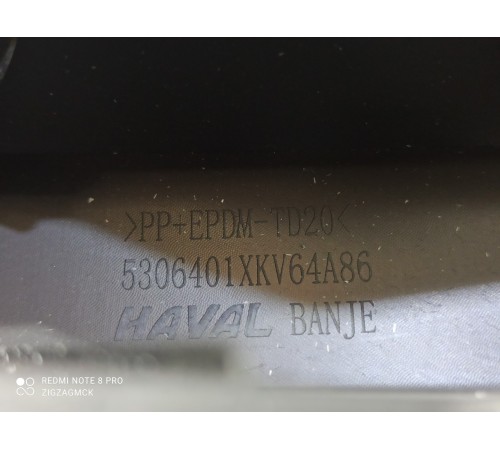 >PP+EPDM-TD20<
5306401XKV64A86
HAVAL BANJE
REDMI NOTE 8 PRO
ZIGZAGMCK